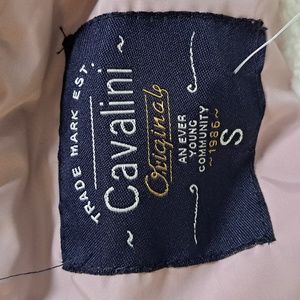 TRADE MARK EST.
~ Cavalini ~
Originals
AN EVER
YOUNG
COMMUNITY
~1986~
S